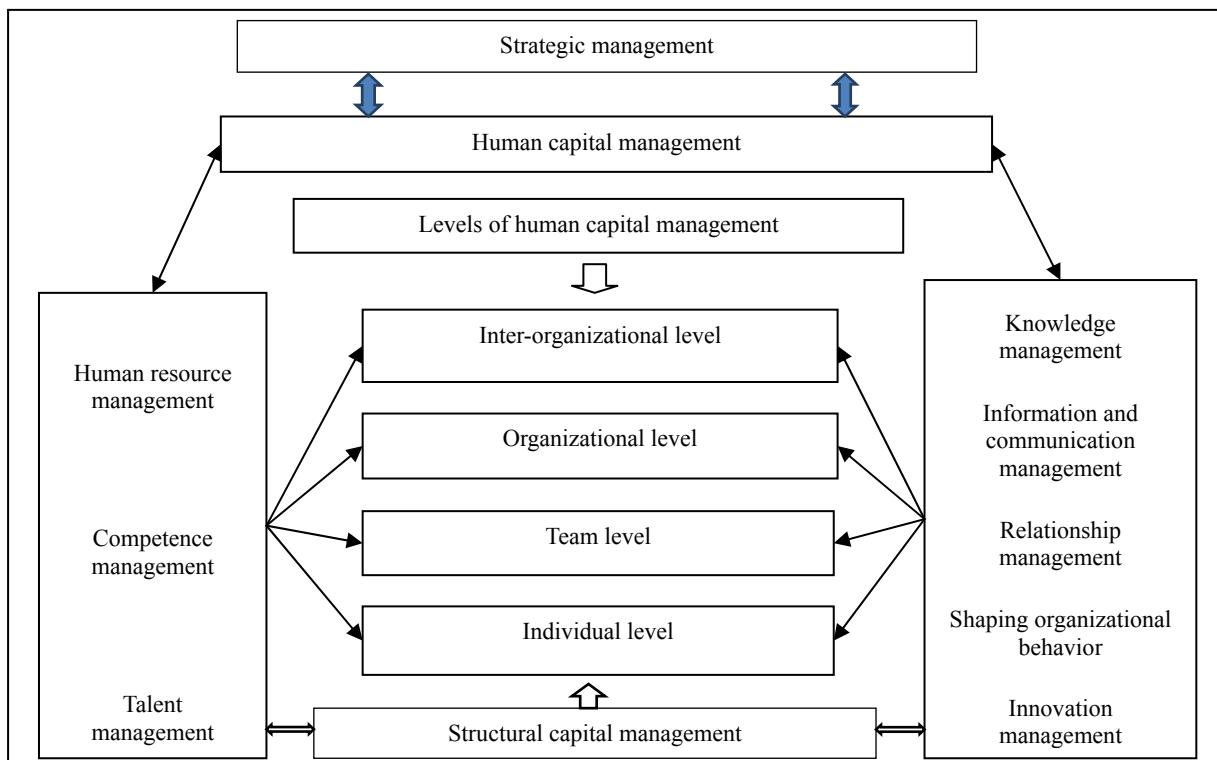 Strategic management
Human capital management
Levels of human capital management
Human resource
management
Competence
management
Talent
management
Inter-organizational level
Organizational level
Team level
Individual level
Structural capital management
Knowledge
management
Information and
communication
management
Relationship
management
Shaping organizational
behavior
Innovation
management